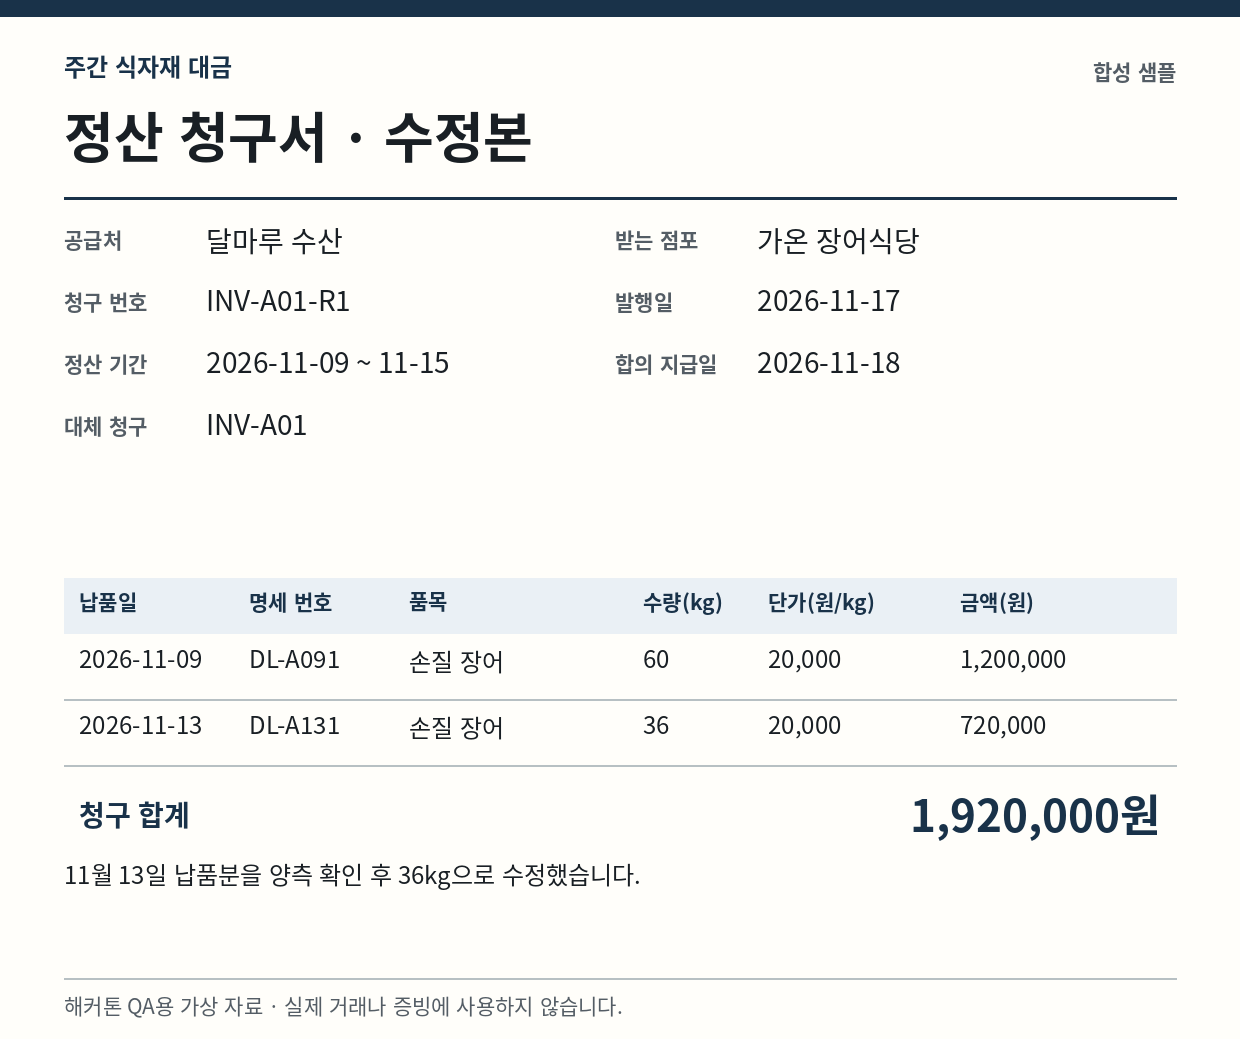 주간 식자재 대금
합성 샘플
정산 청구서 · 수정본
공급처 달마루 수산 받는 점포 가온 장어식당
청구 번호 INV-A01-R1 발행일 2026-11-17
정산 기간 2026-11-09 ~ 11-15 합의 지급일 2026-11-18
대체 청구 INV-A01
납품일 명세 번호 품목 수량(kg) 단가(원/kg) 금액(원)
2026-11-09 DL-A091 손질 장어 60 20,000 1,200,000
2026-11-13 DL-A131 손질 장어 36 20,000 720,000
청구 합계 1,920,000원
11월 13일 납품분을 양측 확인 후 36kg으로 수정했습니다.
해커톤 QA용 가상 자료 · 실제 거래나 증빙에 사용하지 않습니다.